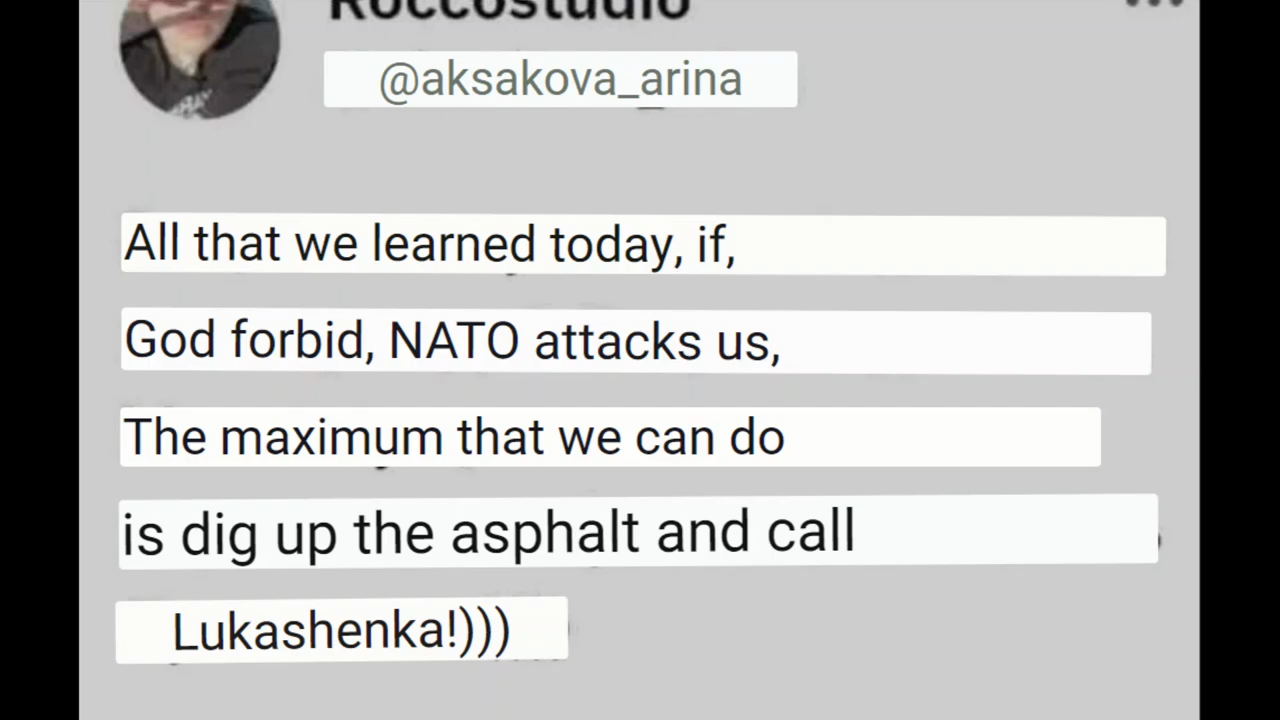 Roccostudio
@aksakova_arina
All that we learned today, if,
God forbid, NATO attacks us,
The maximum that we can do
is dig up the asphalt and call
Lukashenka!)))